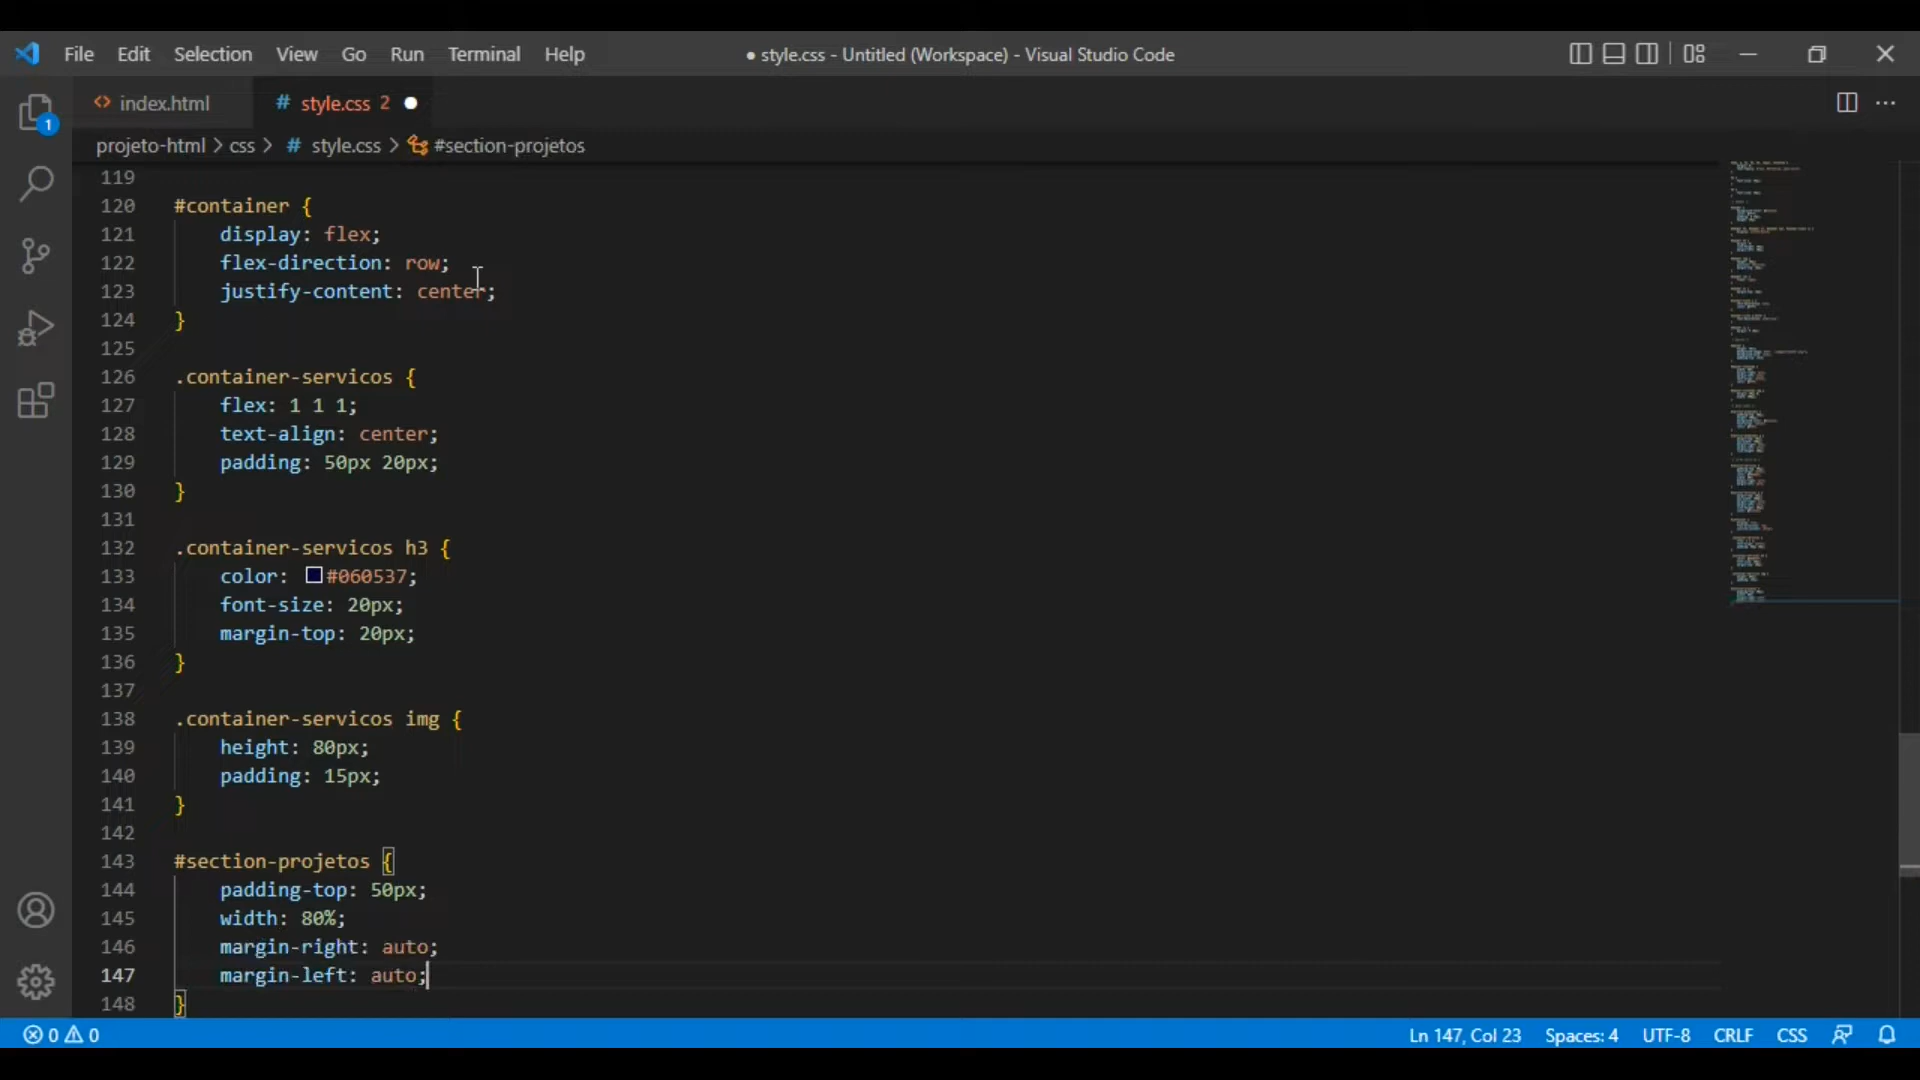 File Edit Selection View Go Run Terminal Help
● style.css - Untitled (Workspace) - Visual Studio Code
<> index.html
# style.css 2 ●
1
projeto-html > css > # style.css > #section-projetos
119
120 #container {
121     display: flex;
122     flex-direction: row;
123     justify-content: center;
124 }
125
126 .container-servicos {
127     flex: 1 1 1;
128     text-align: center;
129     padding: 50px 20px;
130 }
131
132 .container-servicos h3 {
133     color: #060537;
134     font-size: 20px;
135     margin-top: 20px;
136 }
137
138 .container-servicos img {
139     height: 80px;
140     padding: 15px;
141 }
142
143 #section-projetos {
144     padding-top: 50px;
145     width: 80%;
146     margin-right: auto;
147     margin-left: auto;
148 }
0 0 Ln 147, Col 23 Spaces: 4 UTF-8 CRLF CSS